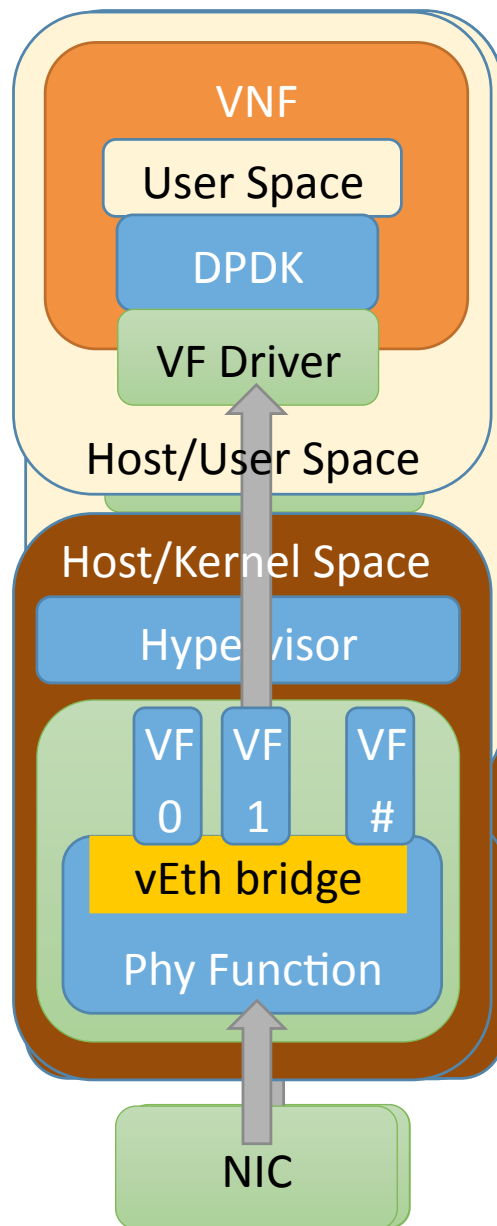 VNF
User Space
DPDK
VF Driver
Host/User Space
Host/Kernel Space
Hypervisor
VF VF VF
0 1 #
vEth bridge
Phy Function
NIC